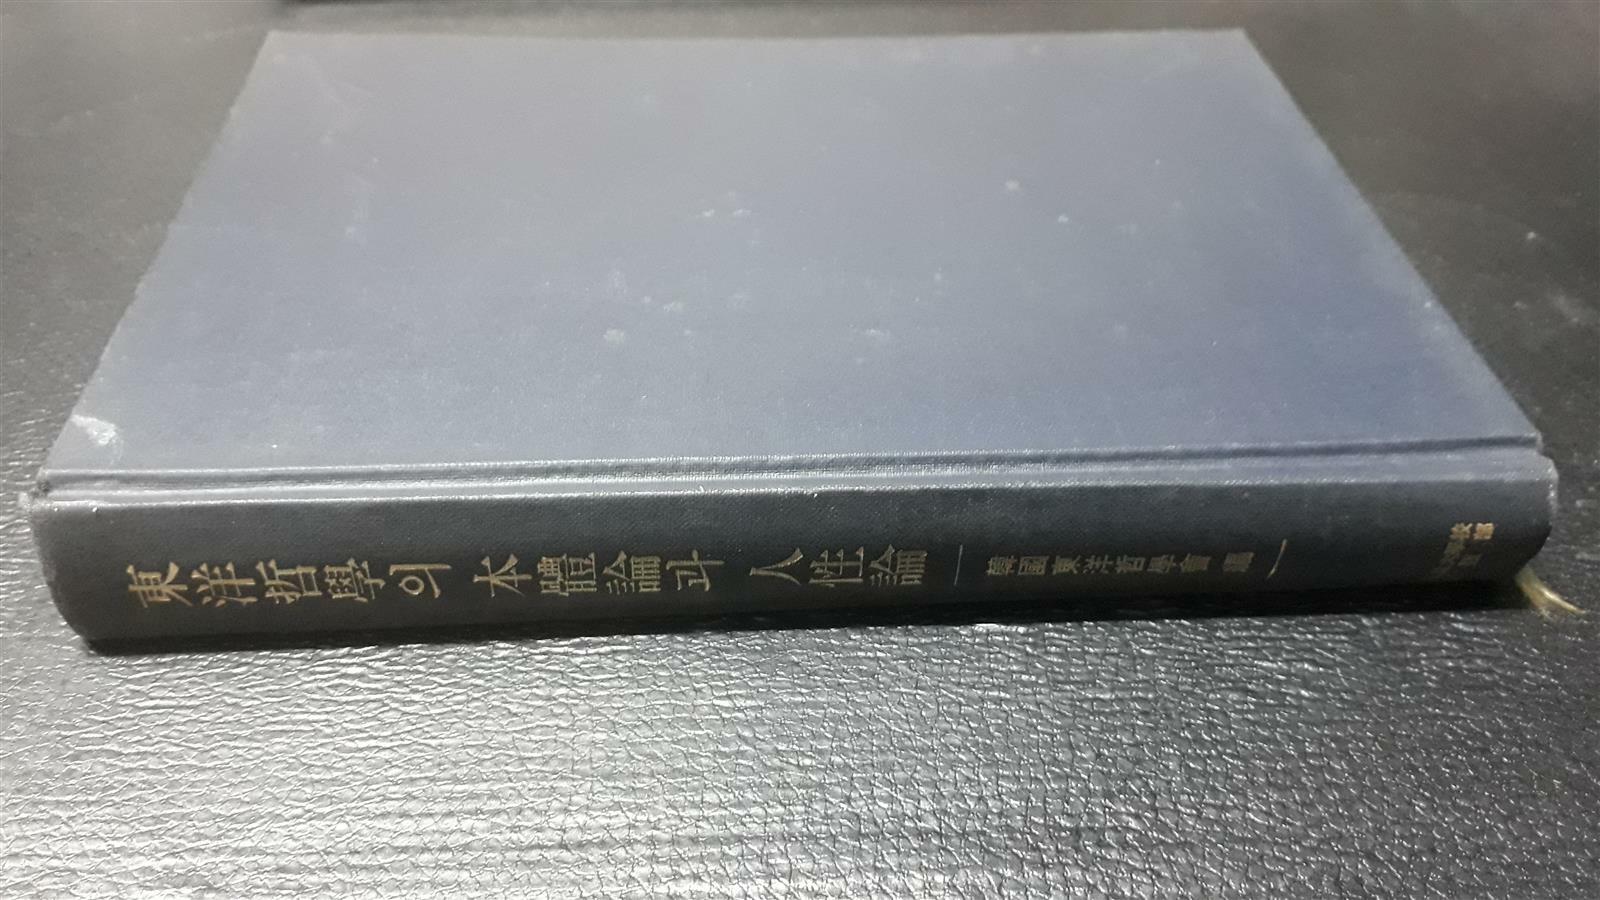 東洋哲學의 本體論과 人性論
韓國東洋哲學會 編